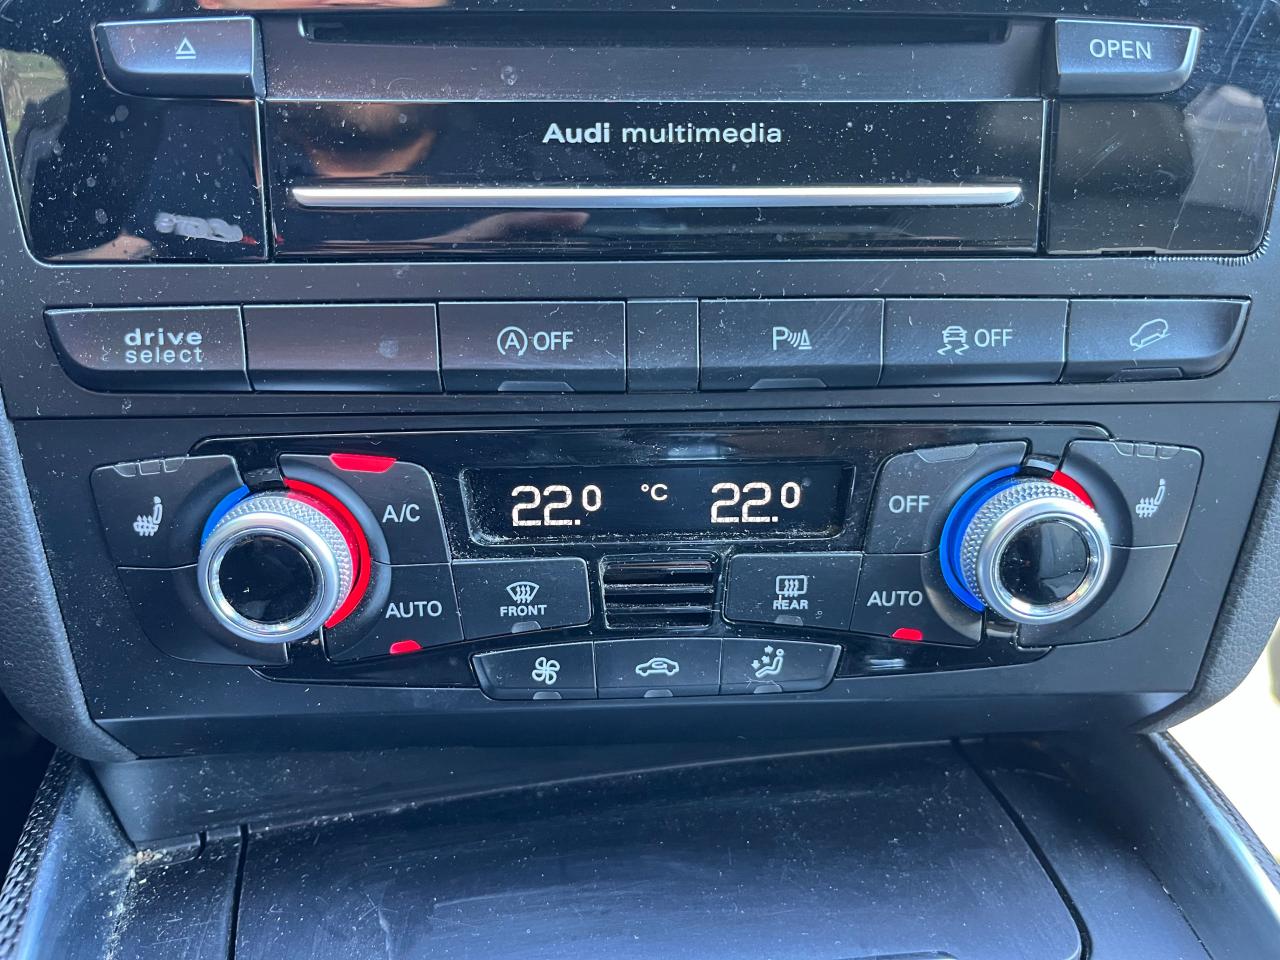 OPEN
Audi multimedia
drive
select
A OFF
P
OFF
22.0 °C 22.0
A/C
OFF
AUTO
FRONT
REAR
AUTO